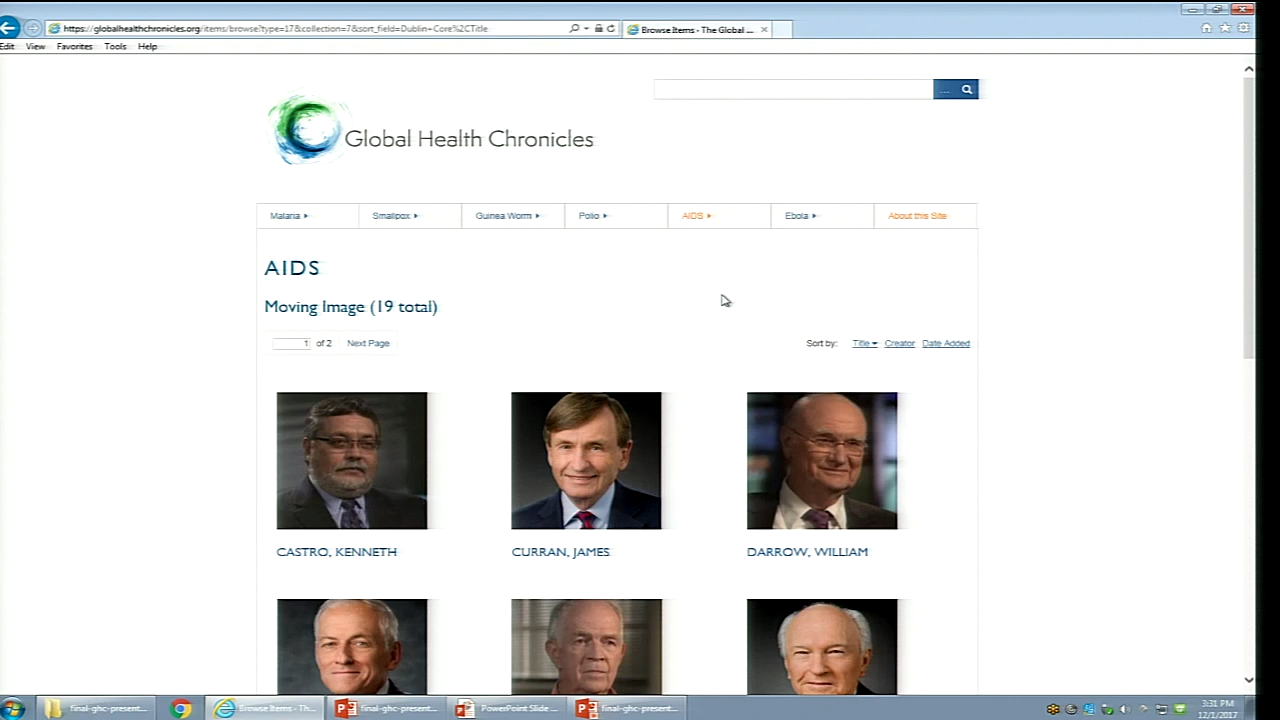 https://globalhealthchronicles.org/items/browse?type=17&collection=7&sort_field=Dublin+Core%2CTitle
Browse Items - The Global ...
Edit View Favorites Tools Help
...
Global Health Chronicles
Malaria
Smallpox
Guinea Worm
Polio
AIDS
Ebola
About this Site
AIDS
Moving Image (19 total)
1 of 2 Next Page
Sort by: Title Creator Date Added
CASTRO, KENNETH
CURRAN, JAMES
DARROW, WILLIAM
final-ghc-present...
Browse Items - Th...
final-ghc-present...
PowerPoint Slide ...
final-ghc-present...
3:31 PM
12/1/2017